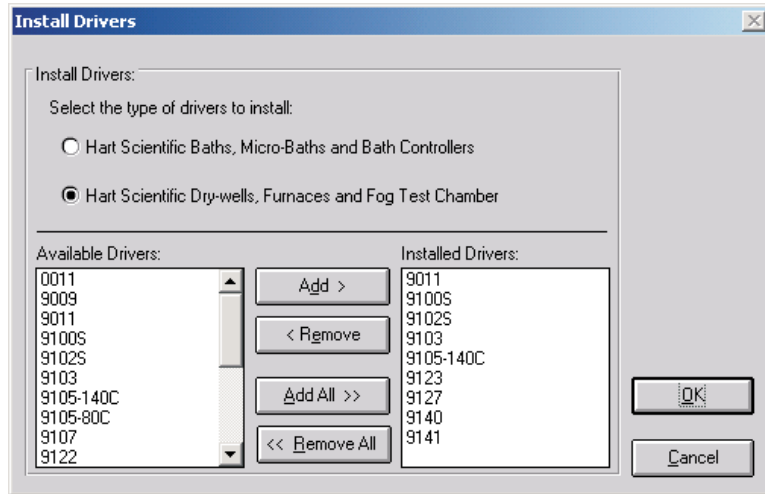 Install Drivers
Install Drivers:
Select the type of drivers to install:
Hart Scientific Baths, Micro-Baths and Bath Controllers
Hart Scientific Dry-wells, Furnaces and Fog Test Chamber
Available Drivers:
0011
9009
9011
9100S
9102S
9103
9105-140C
9105-80C
9107
9122
Add >
< Remove
Add All >>
<< Remove All
Installed Drivers:
9011
9100S
9102S
9103
9105-140C
9123
9127
9140
9141
OK
Cancel